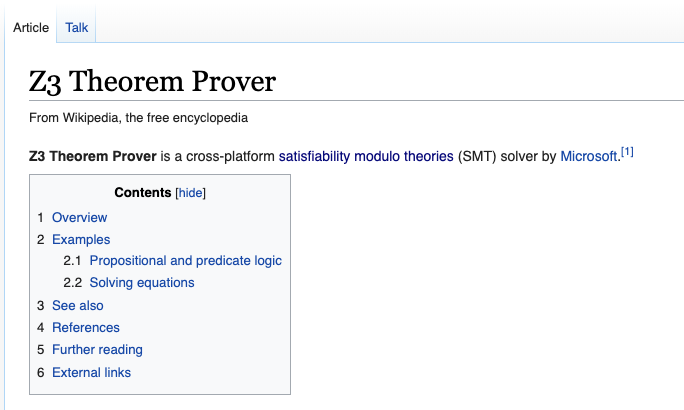 Article Talk
Z3 Theorem Prover
From Wikipedia, the free encyclopedia
Z3 Theorem Prover is a cross-platform satisfiability modulo theories (SMT) solver by Microsoft.[1]
Contents [hide]
1 Overview
2 Examples
2.1 Propositional and predicate logic
2.2 Solving equations
3 See also
4 References
5 Further reading
6 External links